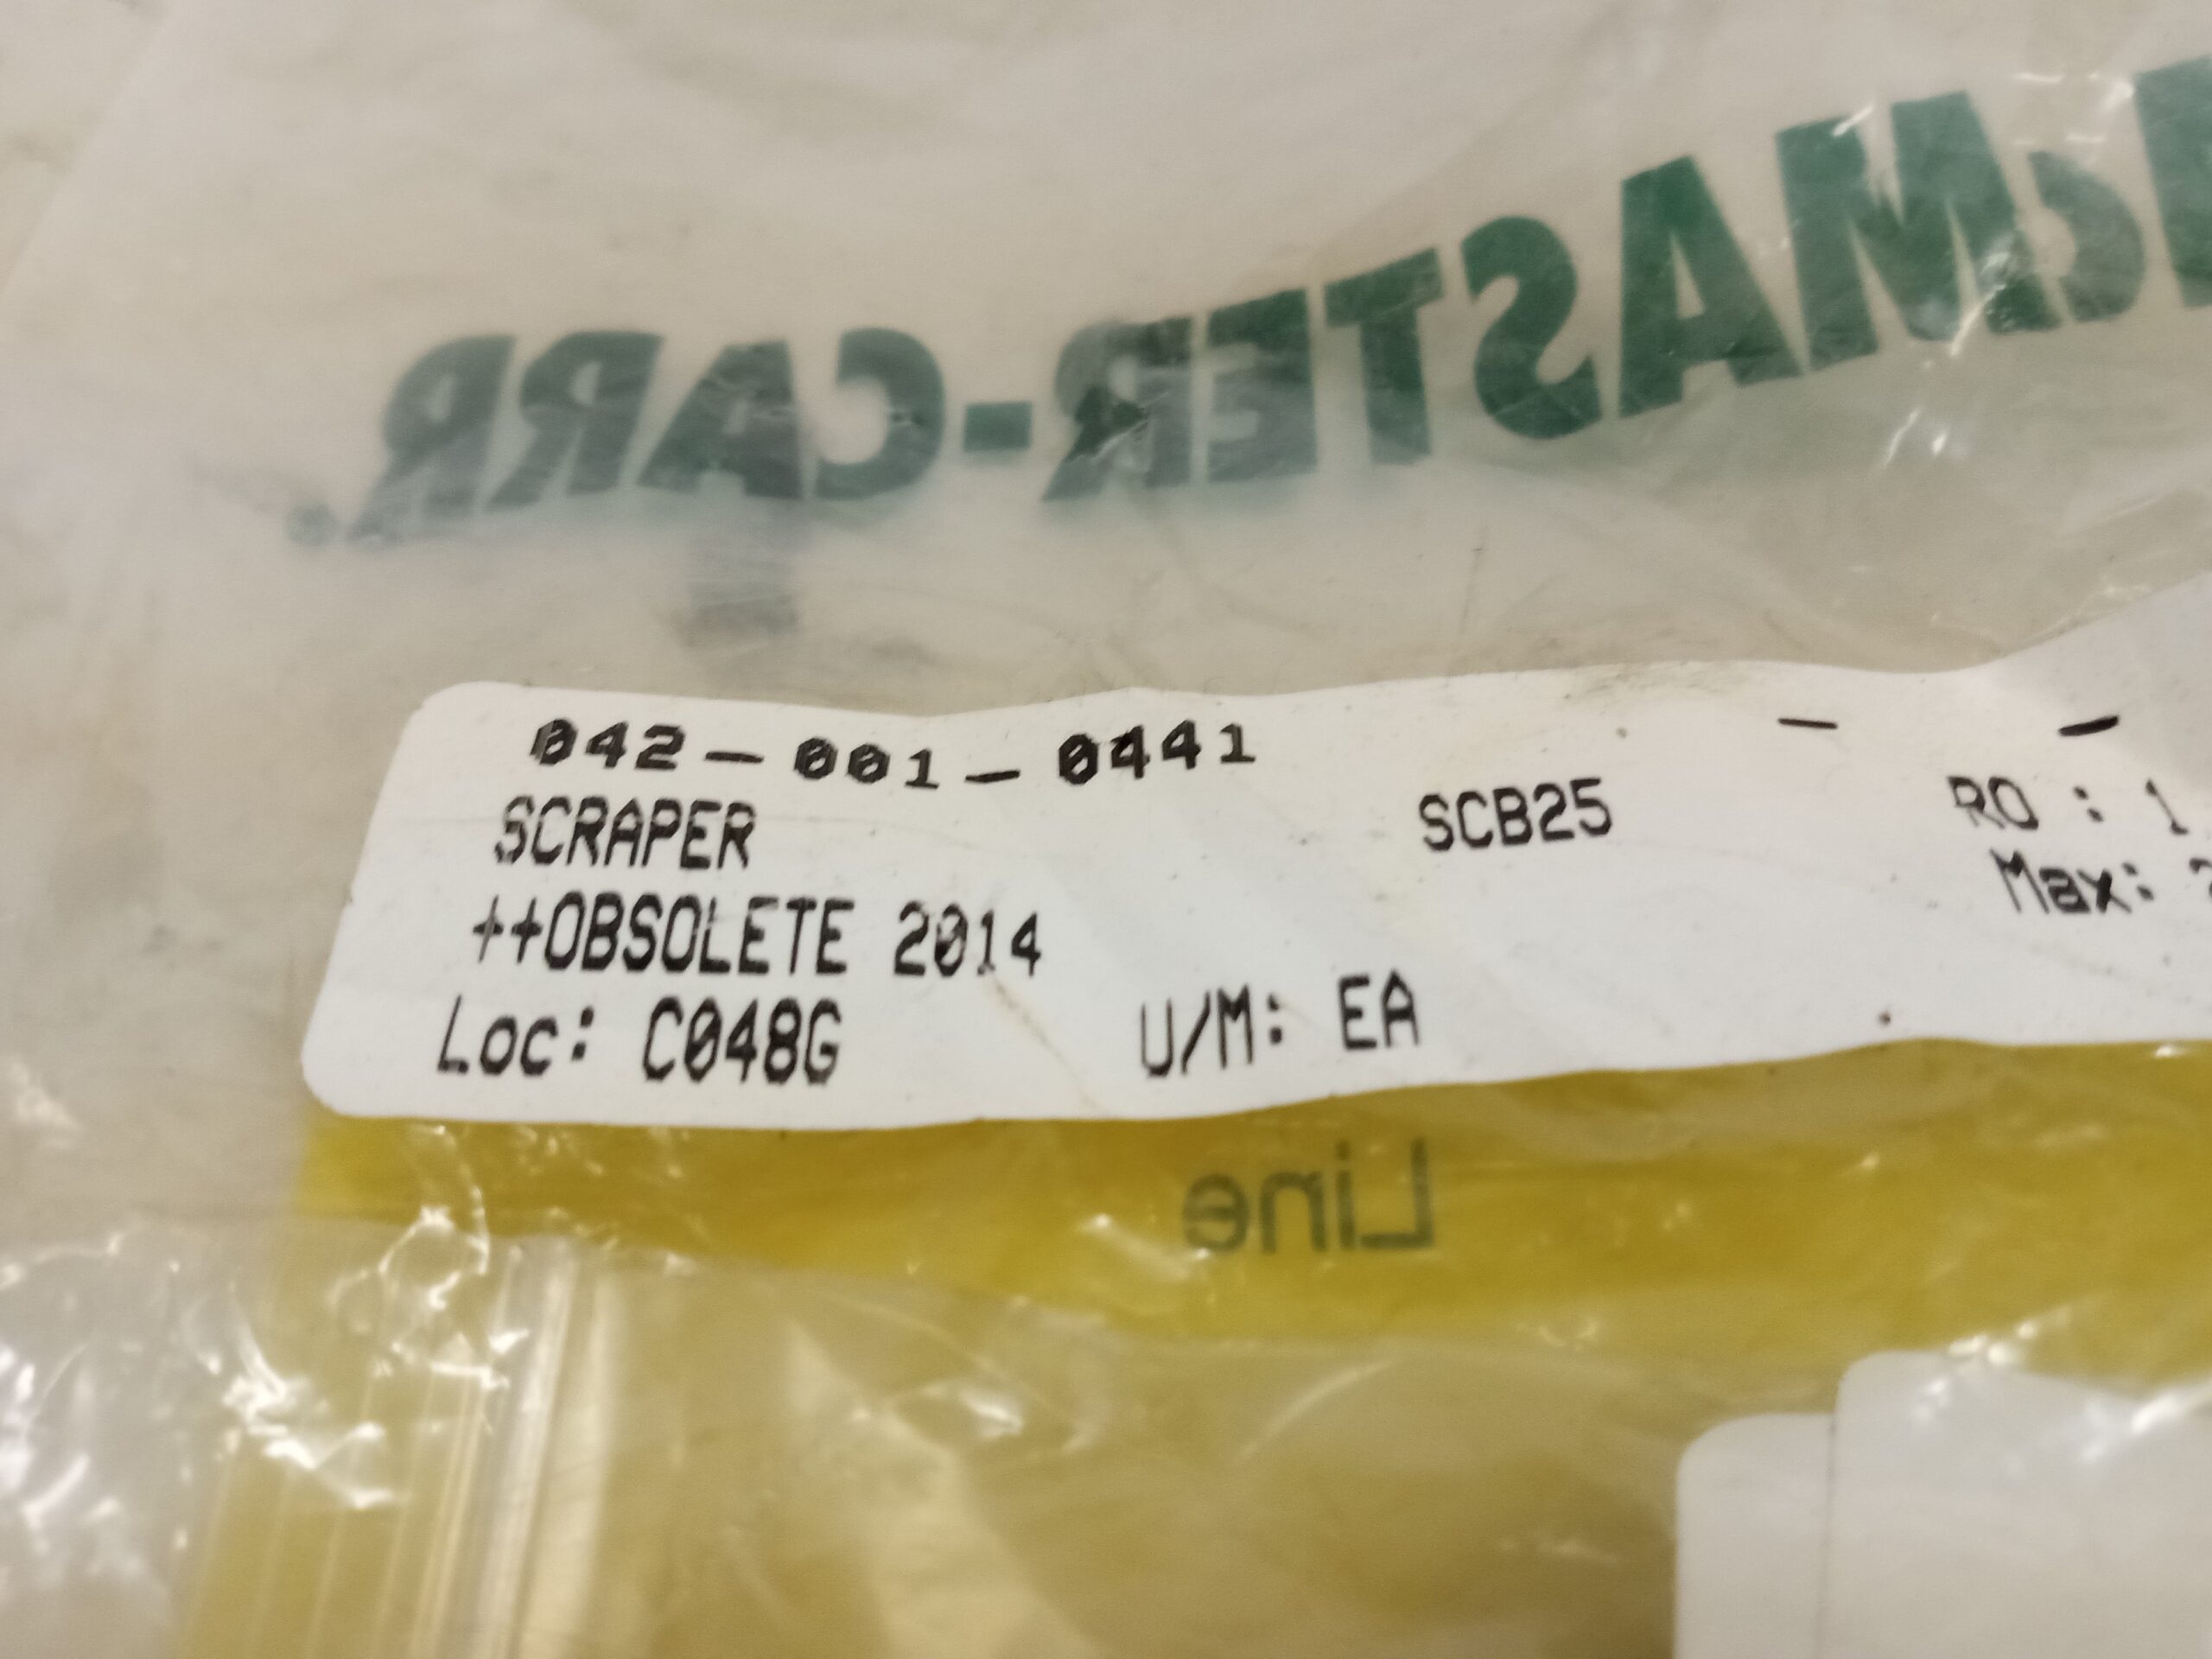 McMASTER-CARR®
042-001-0441 - -
SCRAPER SCB25 RO : 1
++OBSOLETE 2014 Max:
Loc: C048G U/M: EA
Line